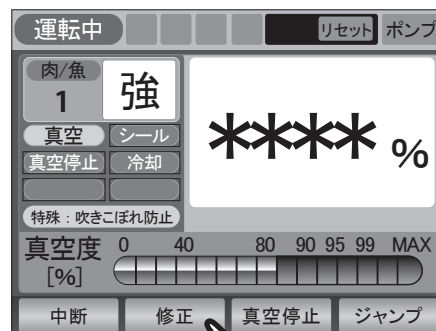 運転中 リセット ポンプ
肉/魚
1 強
真空 シール
真空停止 冷却
**** %
特殊：吹きこぼれ防止
真空度 0 40 80 90 95 99 MAX
[%]
中断 修正 真空停止 ジャンプ